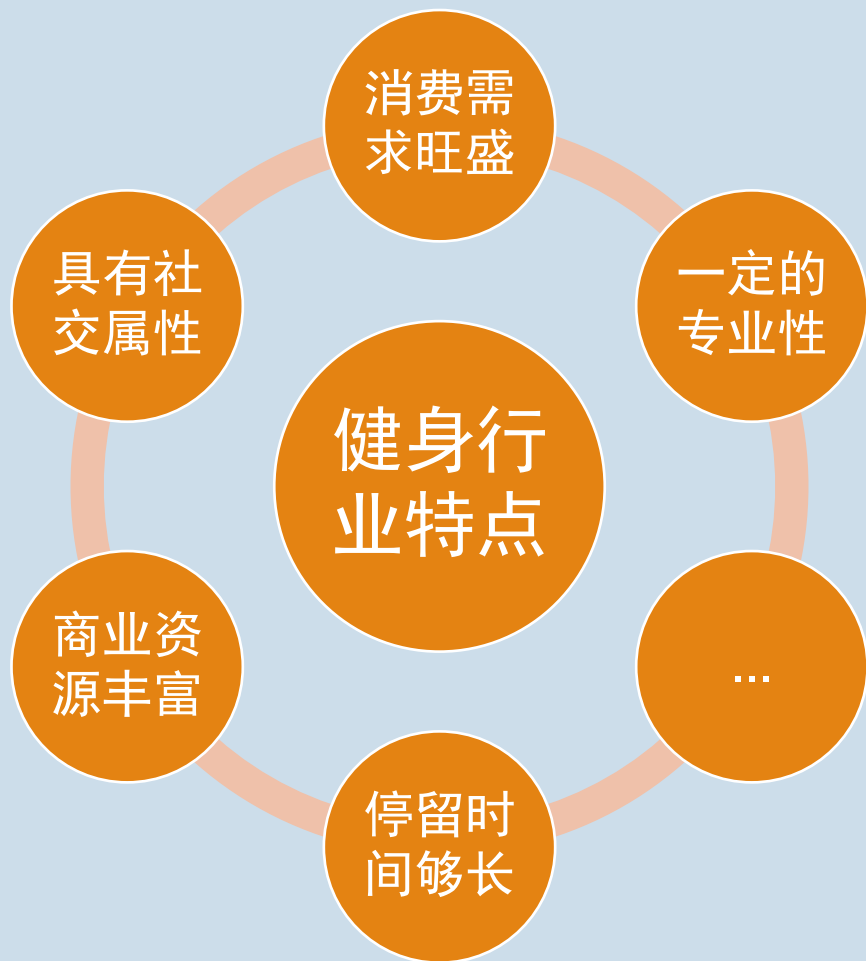 消费需
求旺盛
具有社
交属性
一定的
专业性
健身行
业特点
商业资
源丰富
...
停留时
间够长